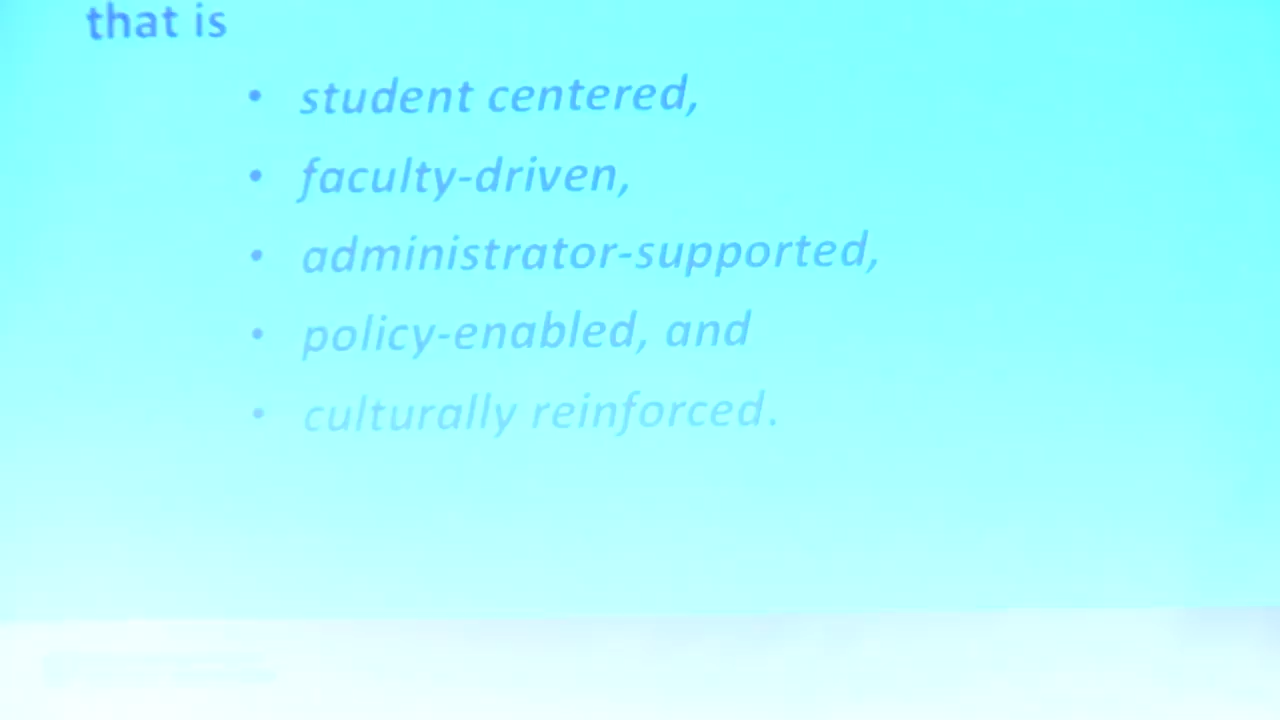 that is
• student centered,
• faculty-driven,
• administrator-supported,
• policy-enabled, and
• culturally reinforced.